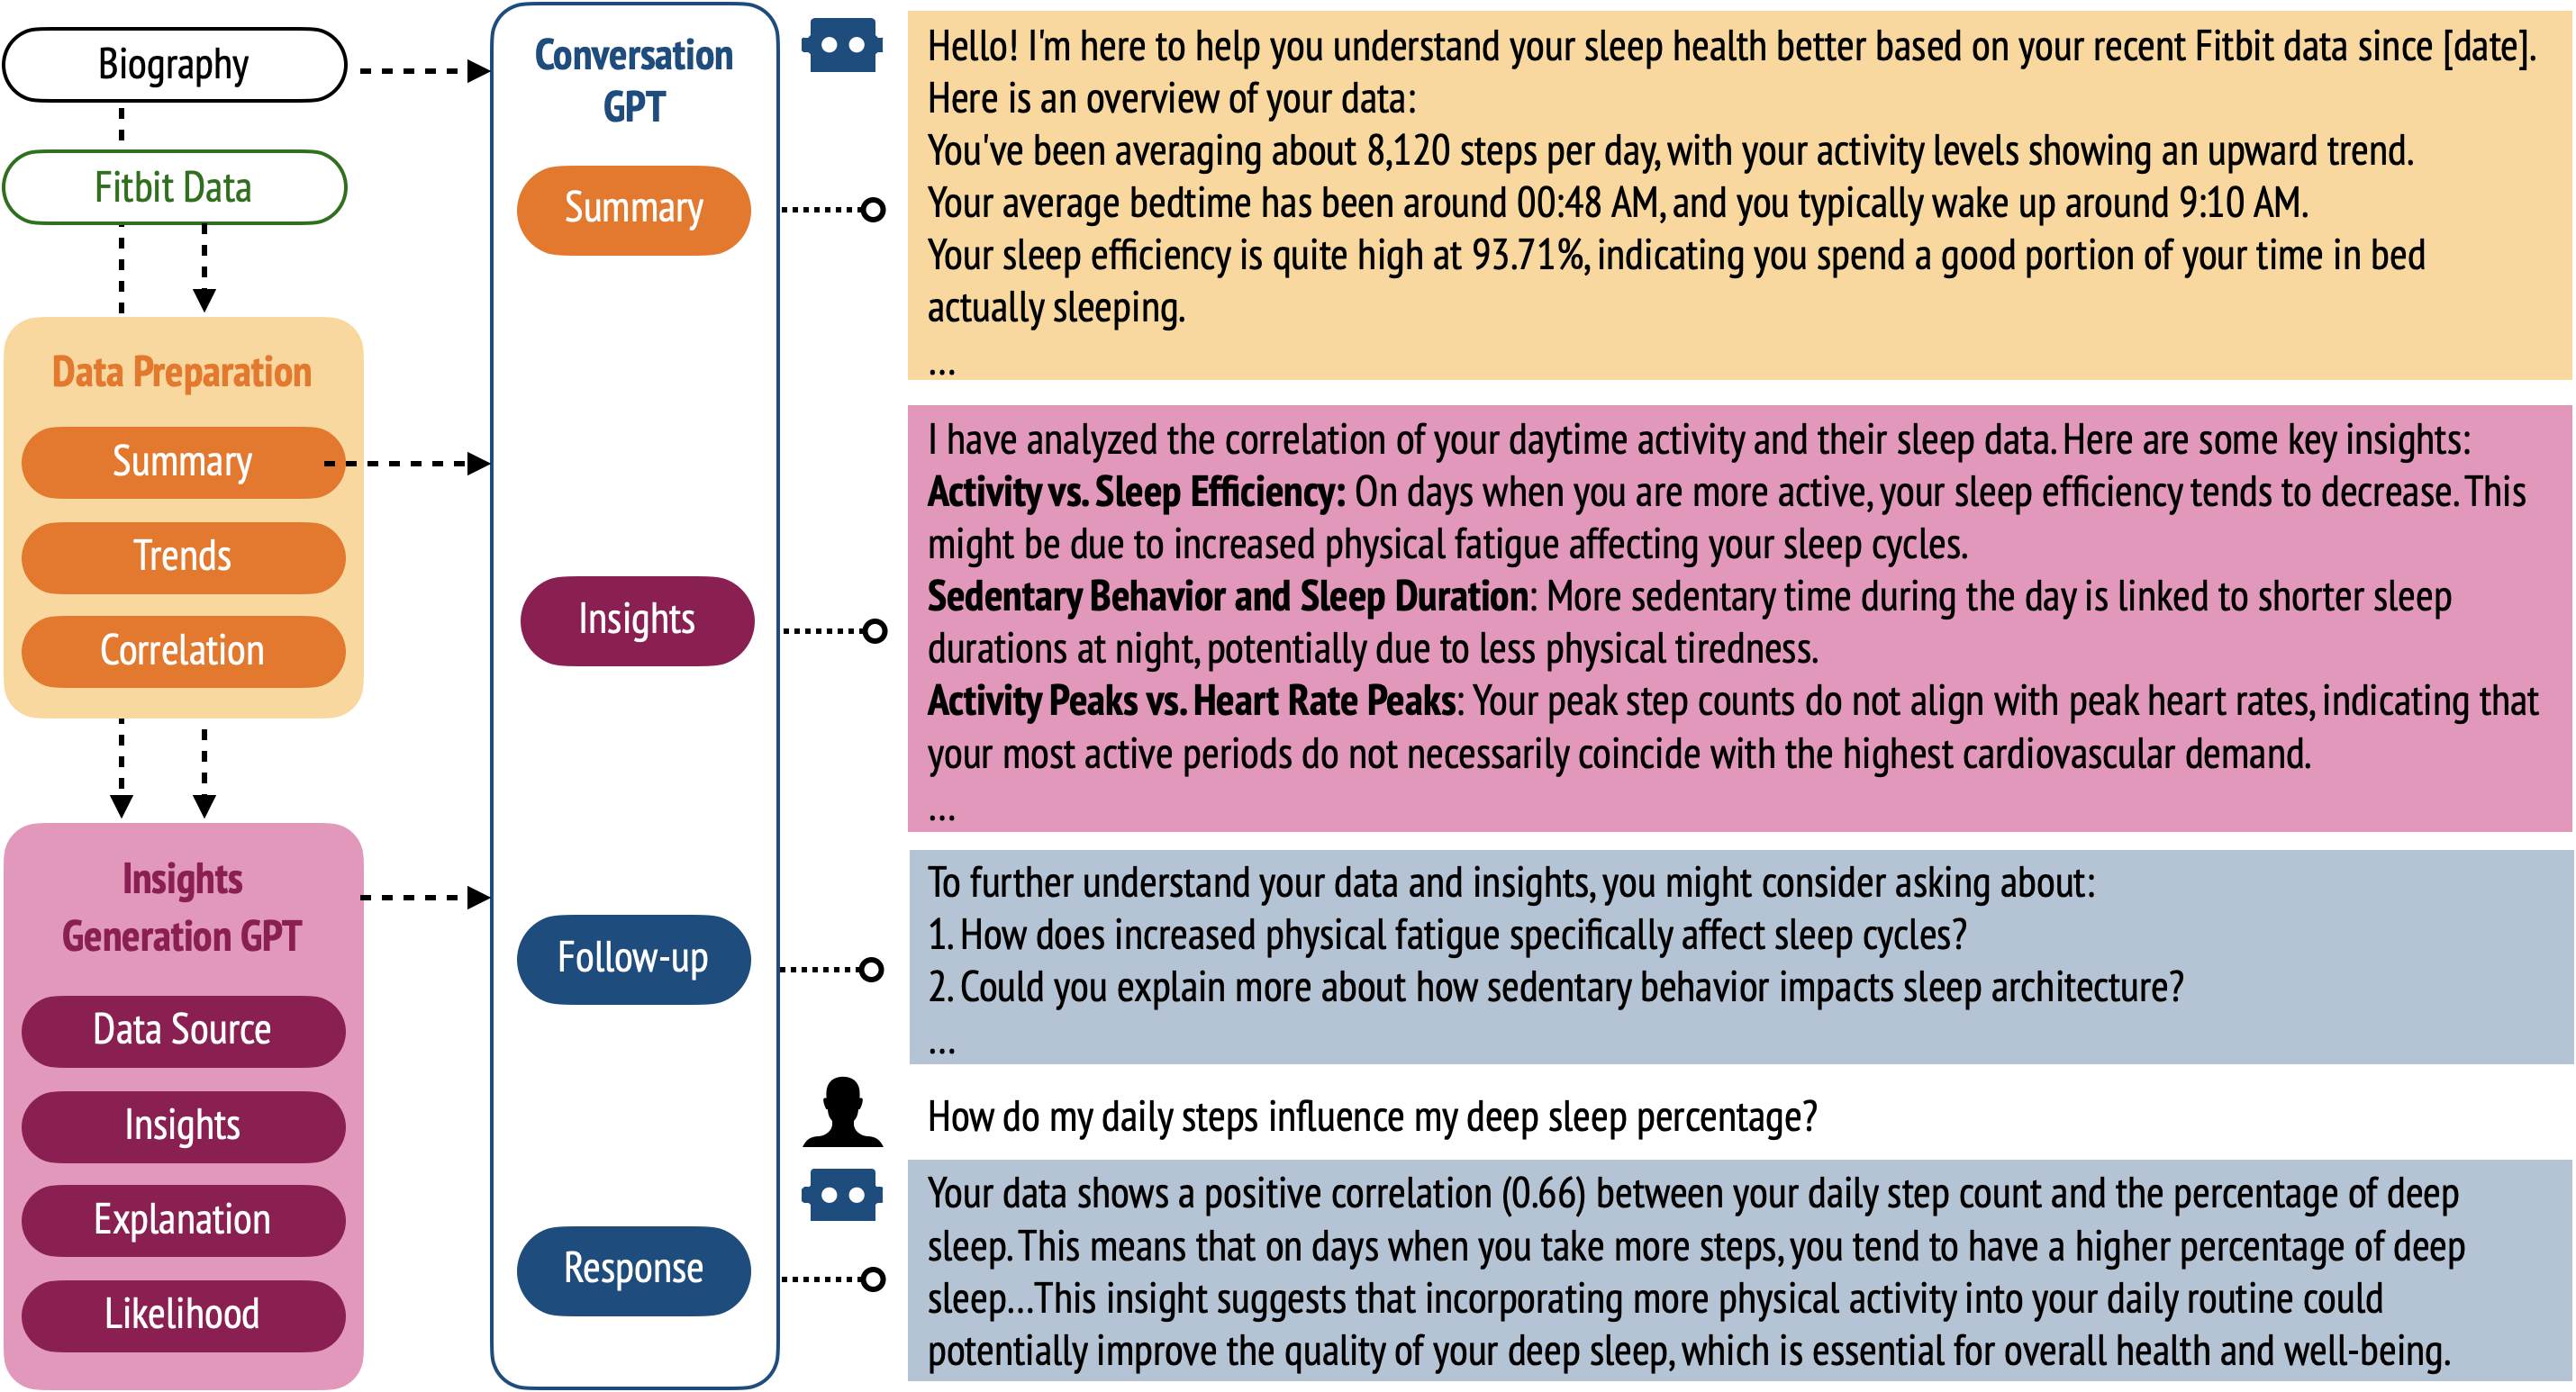 Biography
Fitbit Data
Data Preparation
Summary
Trends
Correlation
Insights
Generation GPT
Data Source
Insights
Explanation
Likelihood
Conversation
GPT
Summary
Insights
Follow-up
Response
Hello! I'm here to help you understand your sleep health better based on your recent Fitbit data since [date].
Here is an overview of your data:
You've been averaging about 8,120 steps per day, with your activity levels showing an upward trend.
Your average bedtime has been around 00:48 AM, and you typically wake up around 9:10 AM.
Your sleep efficiency is quite high at 93.71%, indicating you spend a good portion of your time in bed
actually sleeping.
...
I have analyzed the correlation of your daytime activity and their sleep data. Here are some key insights:
Activity vs. Sleep Efficiency: On days when you are more active, your sleep efficiency tends to decrease. This
might be due to increased physical fatigue affecting your sleep cycles.
Sedentary Behavior and Sleep Duration: More sedentary time during the day is linked to shorter sleep
durations at night, potentially due to less physical tiredness.
Activity Peaks vs. Heart Rate Peaks: Your peak step counts do not align with peak heart rates, indicating that
your most active periods do not necessarily coincide with the highest cardiovascular demand.
...
To further understand your data and insights, you might consider asking about:
1. How does increased physical fatigue specifically affect sleep cycles?
2. Could you explain more about how sedentary behavior impacts sleep architecture?
...
How do my daily steps influence my deep sleep percentage?
Your data shows a positive correlation (0.66) between your daily step count and the percentage of deep
sleep. This means that on days when you take more steps, you tend to have a higher percentage of deep
sleep...This insight suggests that incorporating more physical activity into your daily routine could
potentially improve the quality of your deep sleep, which is essential for overall health and well-being.